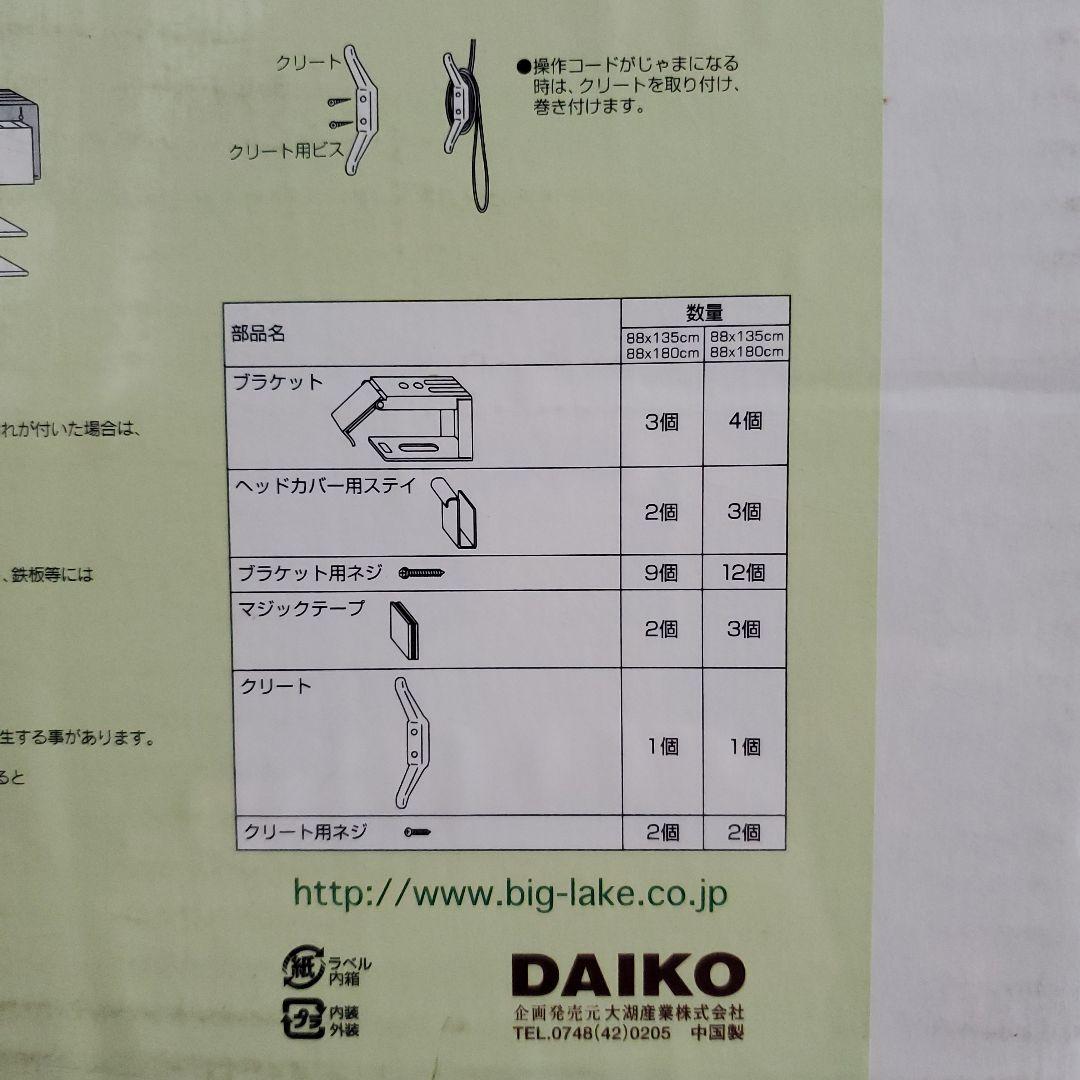 クリート
クリート用ビス
●操作コードがじゃまになる
時は、クリートを取り付け、
巻き付けます。
部品名
数量
88x135cm
88x180cm
88x135cm
88x180cm
ブラケット
3個
4個
ヘッドカバー用ステイ
2個
3個
ブラケット用ネジ
9個
12個
マジックテープ
2個
3個
クリート
1個
1個
クリート用ネジ
2個
2個
れが付いた場合は、
、鉄板等には
生する事があります。
ると
http://www.big-lake.co.jp
紙
ラベル
内箱
プラ
内装
外装
DAIKO
企画発売元 大湖産業株式会社
TEL.0748(42)0205 中国製